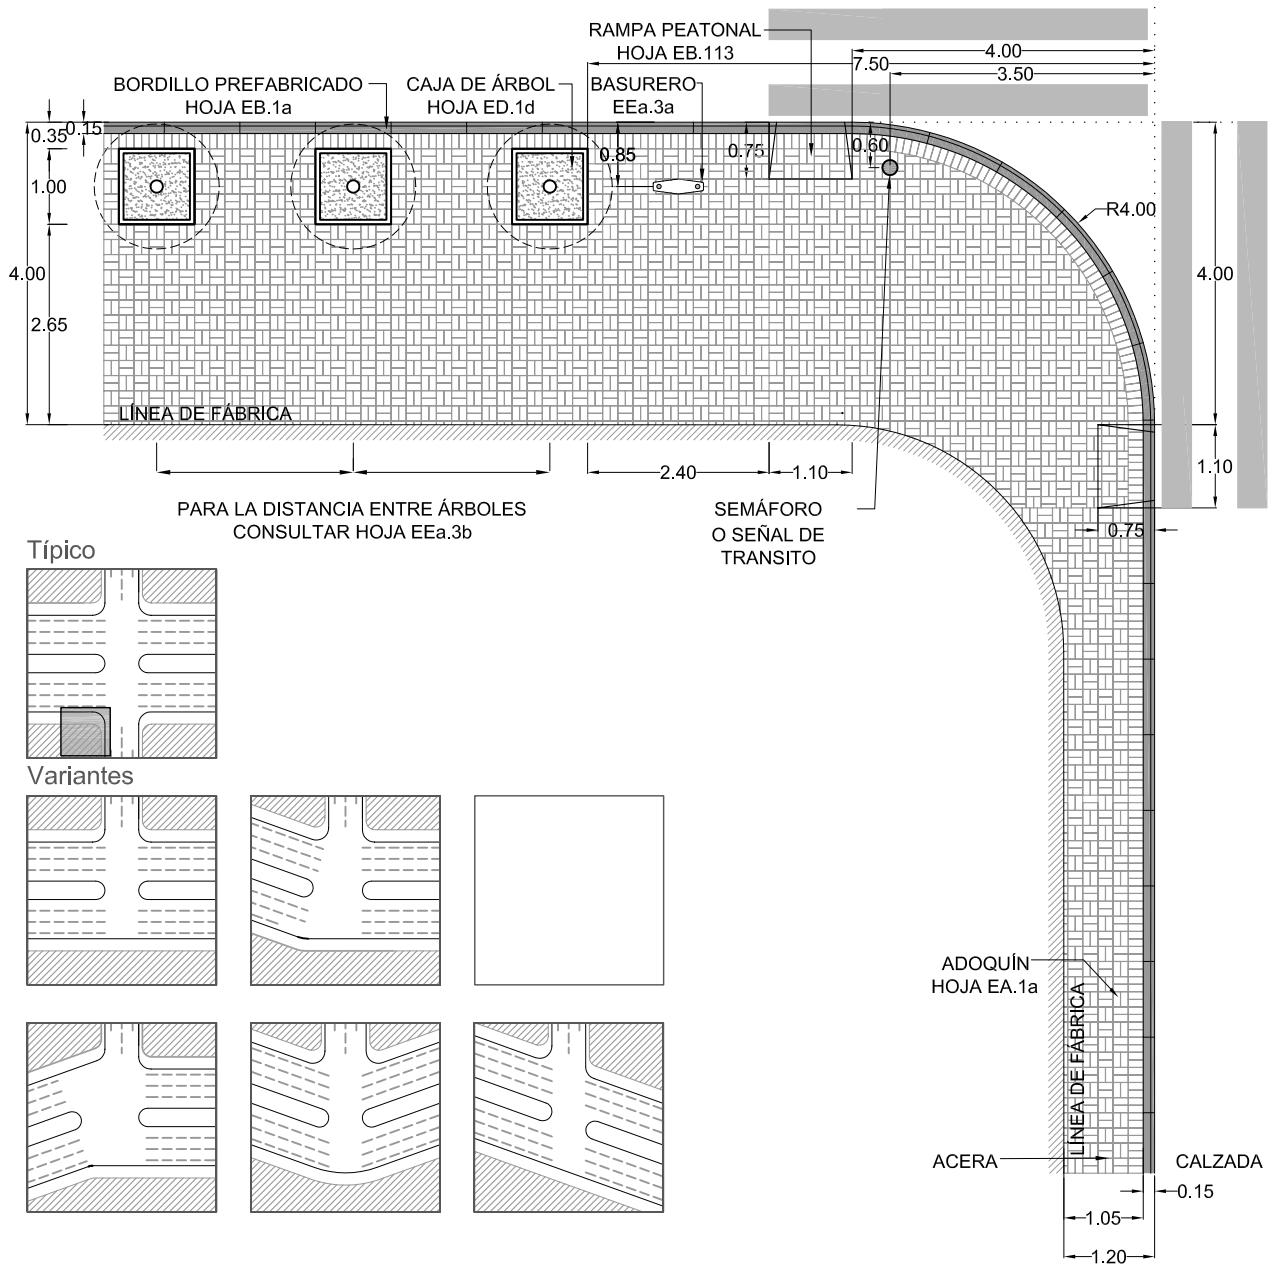 RAMPA PEATONAL
HOJA EB.113
4.00
7.50
3.50
BORDILLO PREFABRICADO
HOJA EB.1a
CAJA DE ÁRBOL
HOJA ED.1d
BASURERO
EEa.3a
0.35
0.15
0.85
0.75
0.60
1.00
R4.00
4.00
4.00
2.65
LÍNEA DE FÁBRICA
2.40
1.10
1.10
PARA LA DISTANCIA ENTRE ÁRBOLES
CONSULTAR HOJA EEa.3b
SEMÁFORO
O SEÑAL DE
TRANSITO
0.75
Típico
Variantes
ADOQUÍN
HOJA EA.1a
LÍNEA DE FÁBRICA
ACERA
CALZADA
0.15
1.05
1.20